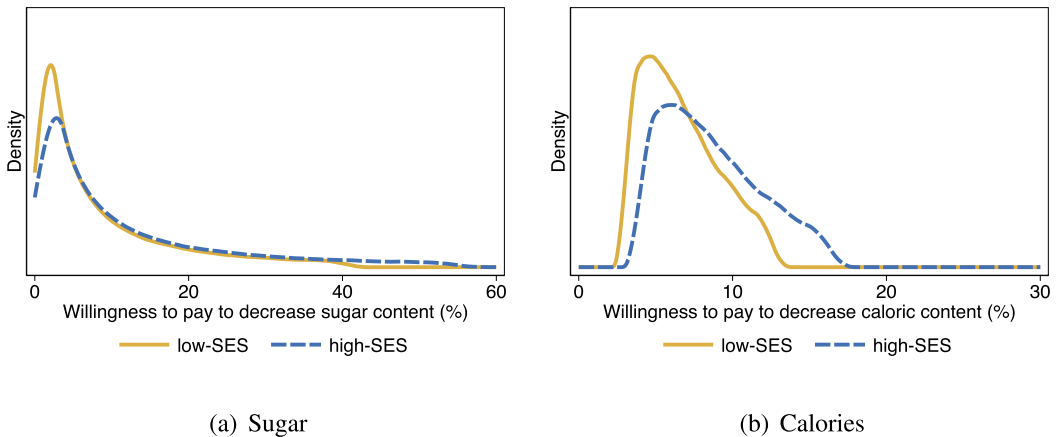 Density
0 20 40 60
Willingness to pay to decrease sugar content (%)
low-SES high-SES
(a) Sugar
Density
0 10 20 30
Willingness to pay to decrease caloric content (%)
low-SES high-SES
(b) Calories